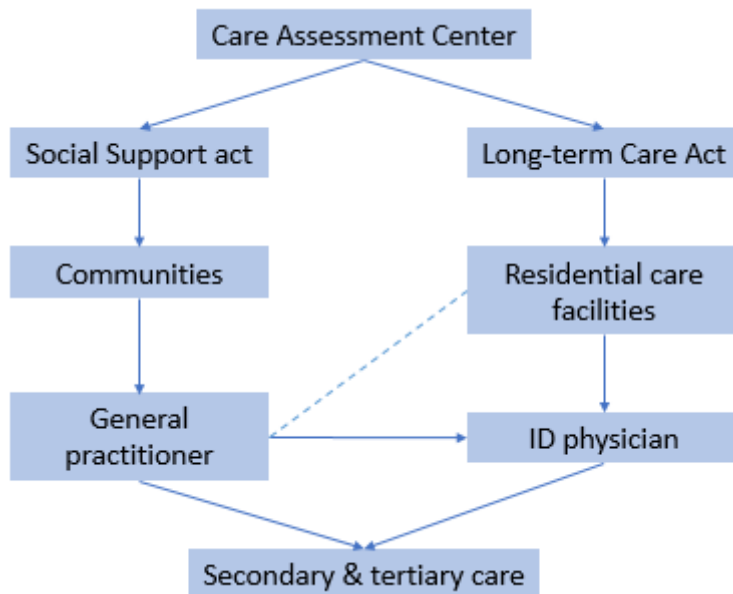 Care Assessment Center
Social Support act
Long-term Care Act
Communities
Residential care
facilities
General
practitioner
ID physician
Secondary & tertiary care